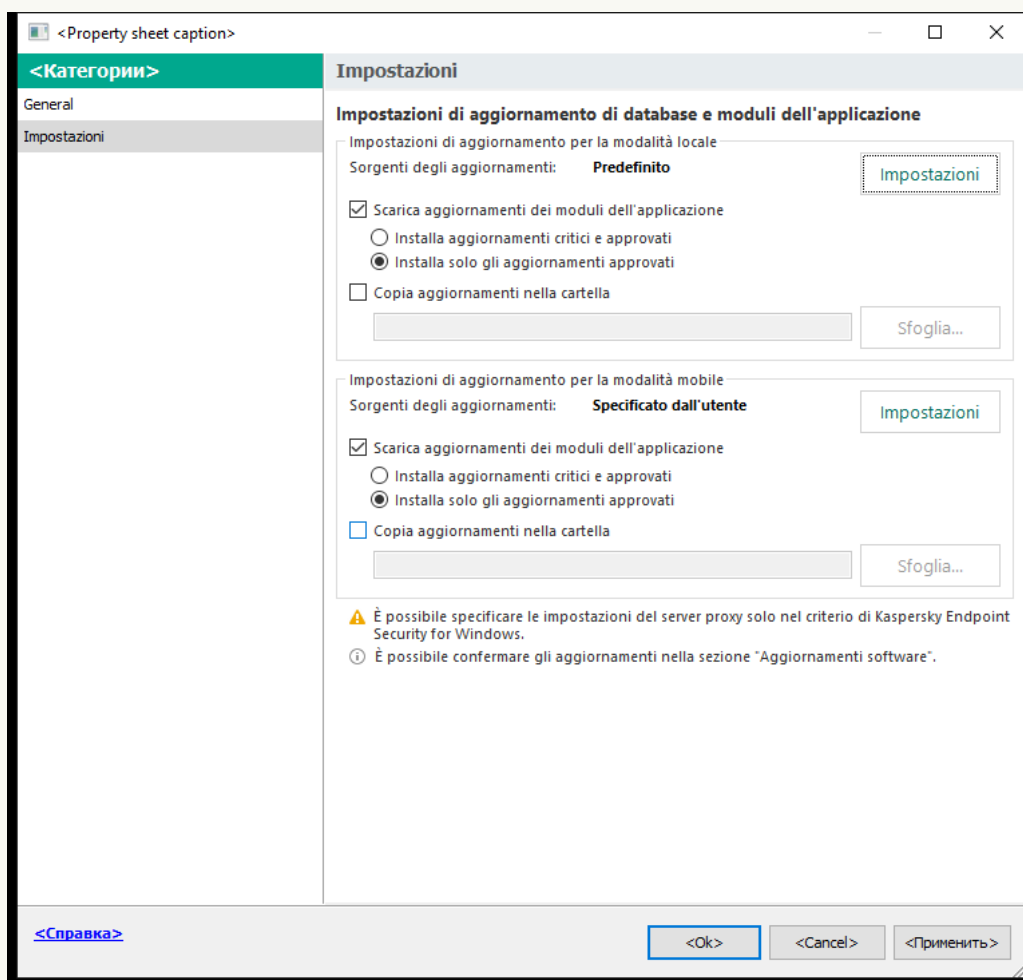 <Property sheet caption>
<Категории>
General
Impostazioni
Impostazioni
Impostazioni di aggiornamento di database e moduli dell'applicazione
Impostazioni di aggiornamento per la modalità locale
Sorgenti degli aggiornamenti: Predefinito
Impostazioni
Scarica aggiornamenti dei moduli dell'applicazione
Installa aggiornamenti critici e approvati
Installa solo gli aggiornamenti approvati
Copia aggiornamenti nella cartella
Sfoglia...
Impostazioni di aggiornamento per la modalità mobile
Sorgenti degli aggiornamenti: Specificato dall'utente
Impostazioni
Scarica aggiornamenti dei moduli dell'applicazione
Installa aggiornamenti critici e approvati
Installa solo gli aggiornamenti approvati
Copia aggiornamenti nella cartella
Sfoglia...
È possibile specificare le impostazioni del server proxy solo nel criterio di Kaspersky Endpoint
Security for Windows.
È possibile confermare gli aggiornamenti nella sezione "Aggiornamenti software".
<Справка>
<Ok>
<Cancel>
<Применить>